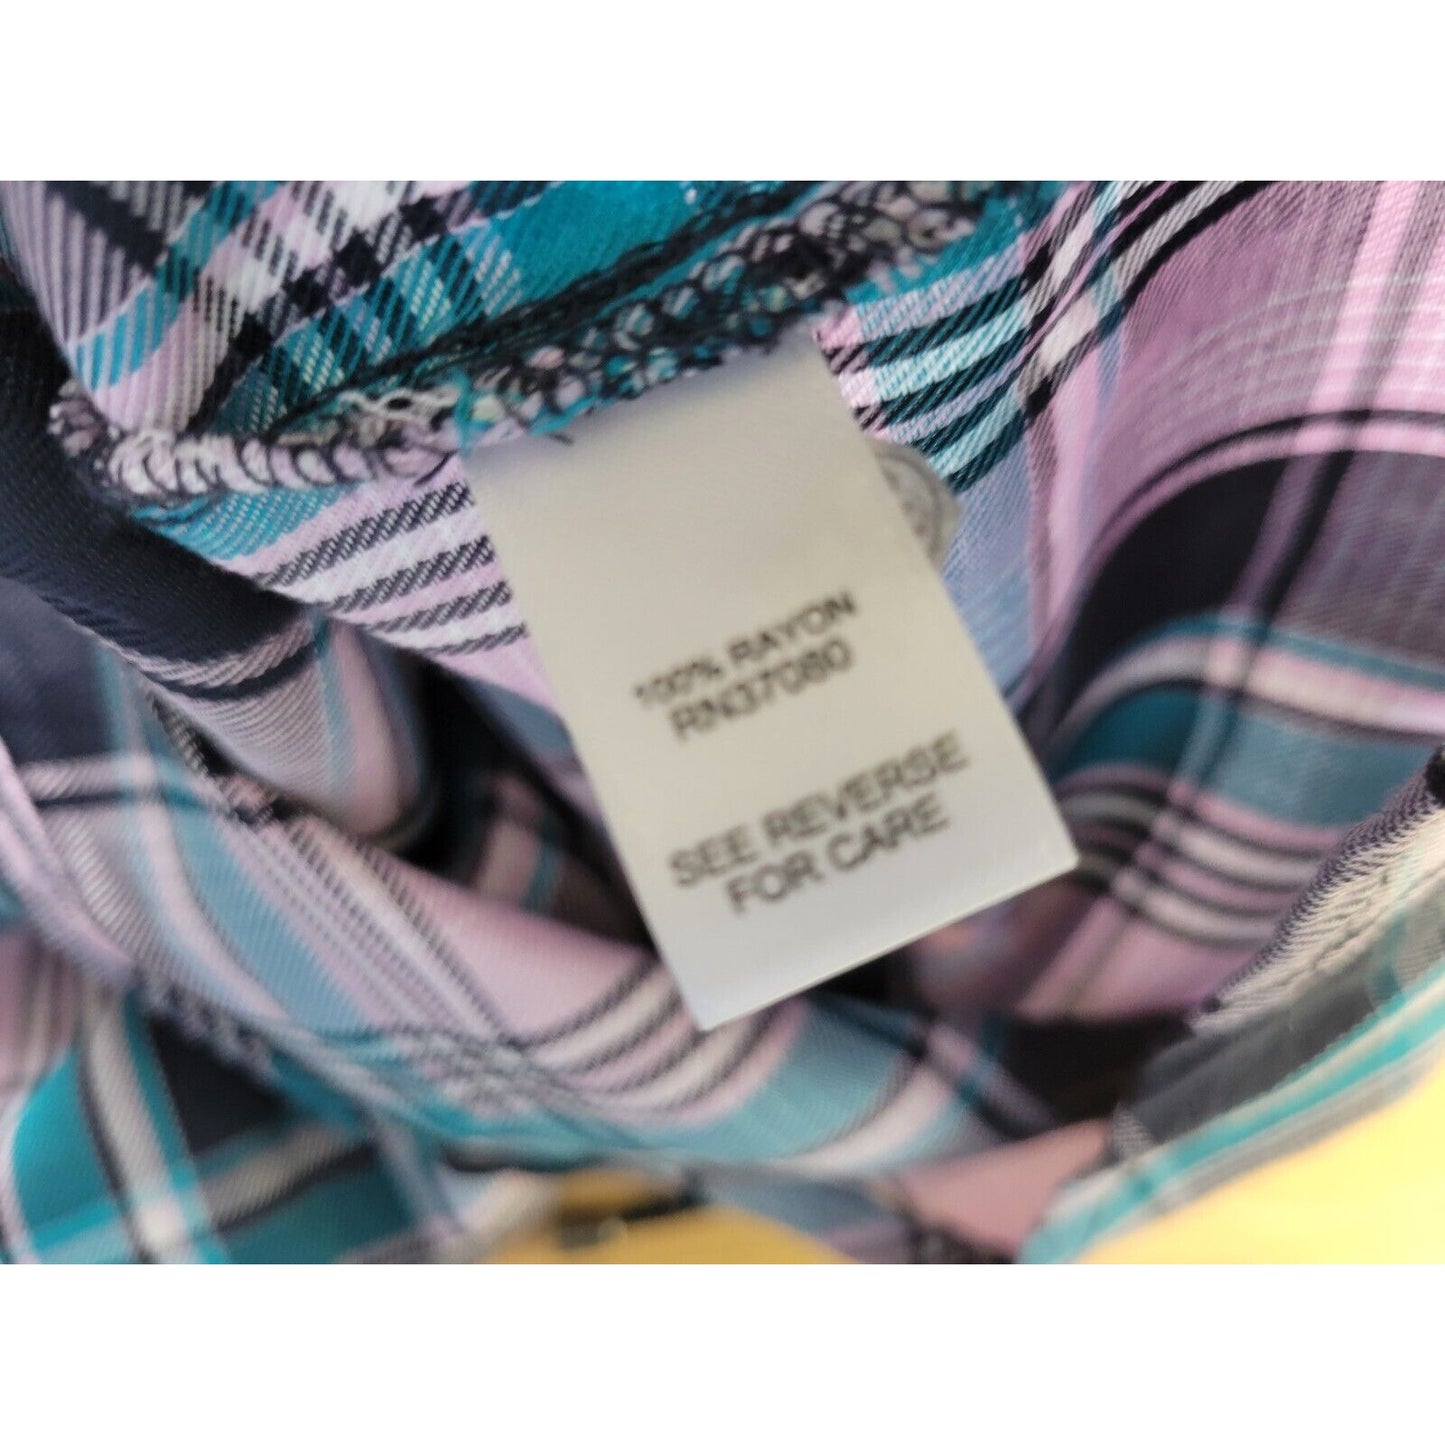 100% RAYON
RN37080
SEE REVERSE
FOR CARE